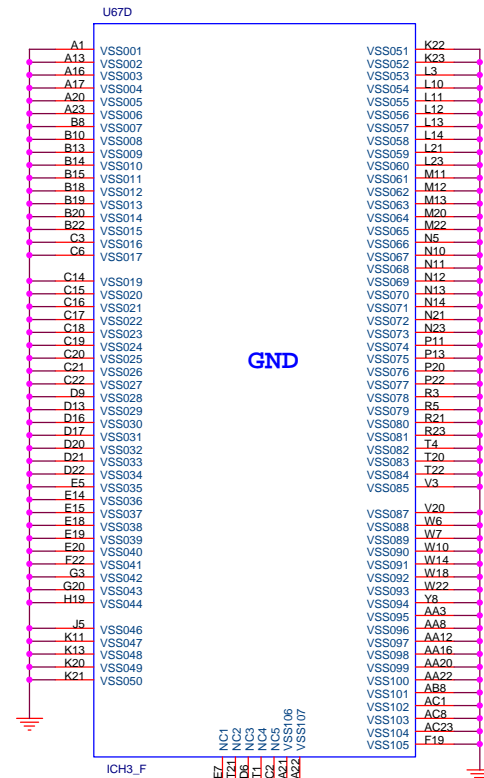 U67D
A1 VSS001
A13 VSS002
A16 VSS003
A17 VSS004
A20 VSS005
A23 VSS006
B8 VSS007
B10 VSS008
B13 VSS009
B14 VSS010
B15 VSS011
B18 VSS012
B19 VSS013
B20 VSS014
B22 VSS015
C3 VSS016
C6 VSS017
C14 VSS019
C15 VSS020
C16 VSS021
C17 VSS022
C18 VSS023
C19 VSS024
C20 VSS025
C21 VSS026
C22 VSS027
D9 VSS028
D13 VSS029
D16 VSS030
D17 VSS031
D20 VSS032
D21 VSS033
D22 VSS034
E5 VSS035
E14 VSS036
E15 VSS037
E18 VSS038
E19 VSS039
E20 VSS040
F22 VSS041
G3 VSS042
G20 VSS043
H19 VSS044
J5 VSS046
K11 VSS047
K13 VSS048
K20 VSS049
K21 VSS050
GND
VSS051 K22
VSS052 K23
VSS053 L3
VSS054 L10
VSS055 L11
VSS056 L12
VSS057 L13
VSS058 L14
VSS059 L21
VSS060 L23
VSS061 M11
VSS062 M12
VSS063 M13
VSS064 M20
VSS065 M22
VSS066 N5
VSS067 N10
VSS068 N11
VSS069 N12
VSS070 N13
VSS071 N14
VSS072 N21
VSS073 N23
VSS074 P11
VSS075 P13
VSS076 P20
VSS077 P22
VSS078 R3
VSS079 R5
VSS080 R21
VSS081 R23
VSS082 T4
VSS083 T20
VSS084 T22
VSS085 V3
VSS087 V20
VSS088 W6
VSS089 W7
VSS090 W10
VSS091 W14
VSS092 W18
VSS093 W22
VSS094 Y8
VSS095 AA3
VSS096 AA8
VSS097 AA12
VSS098 AA16
VSS099 AA20
VSS100 AA22
VSS101 AB8
VSS102 AC1
VSS103 AC8
VSS104 AC23
VSS105 F19
NC1 E7
NC2 T21
NC3 D6
NC4 T1
NC5 C2
VSS106 A21
VSS107 A22
ICH3_F